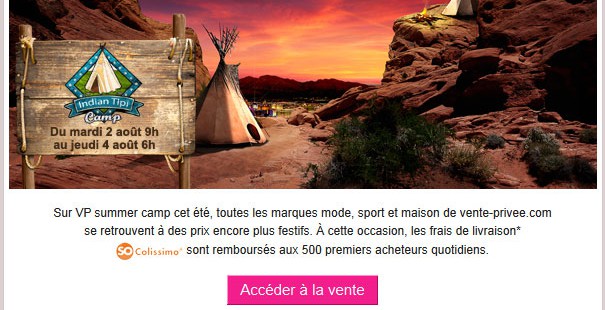 Indian Tipi
Camp
Du mardi 2 août 9h
au jeudi 4 août 6h
Sur VP summer camp cet été, toutes les marques mode, sport et maison de vente-privee.com
se retrouvent à des prix encore plus festifs. À cette occasion, les frais de livraison*
SO Colissimo sont remboursés aux 500 premiers acheteurs quotidiens.
Accéder à la vente